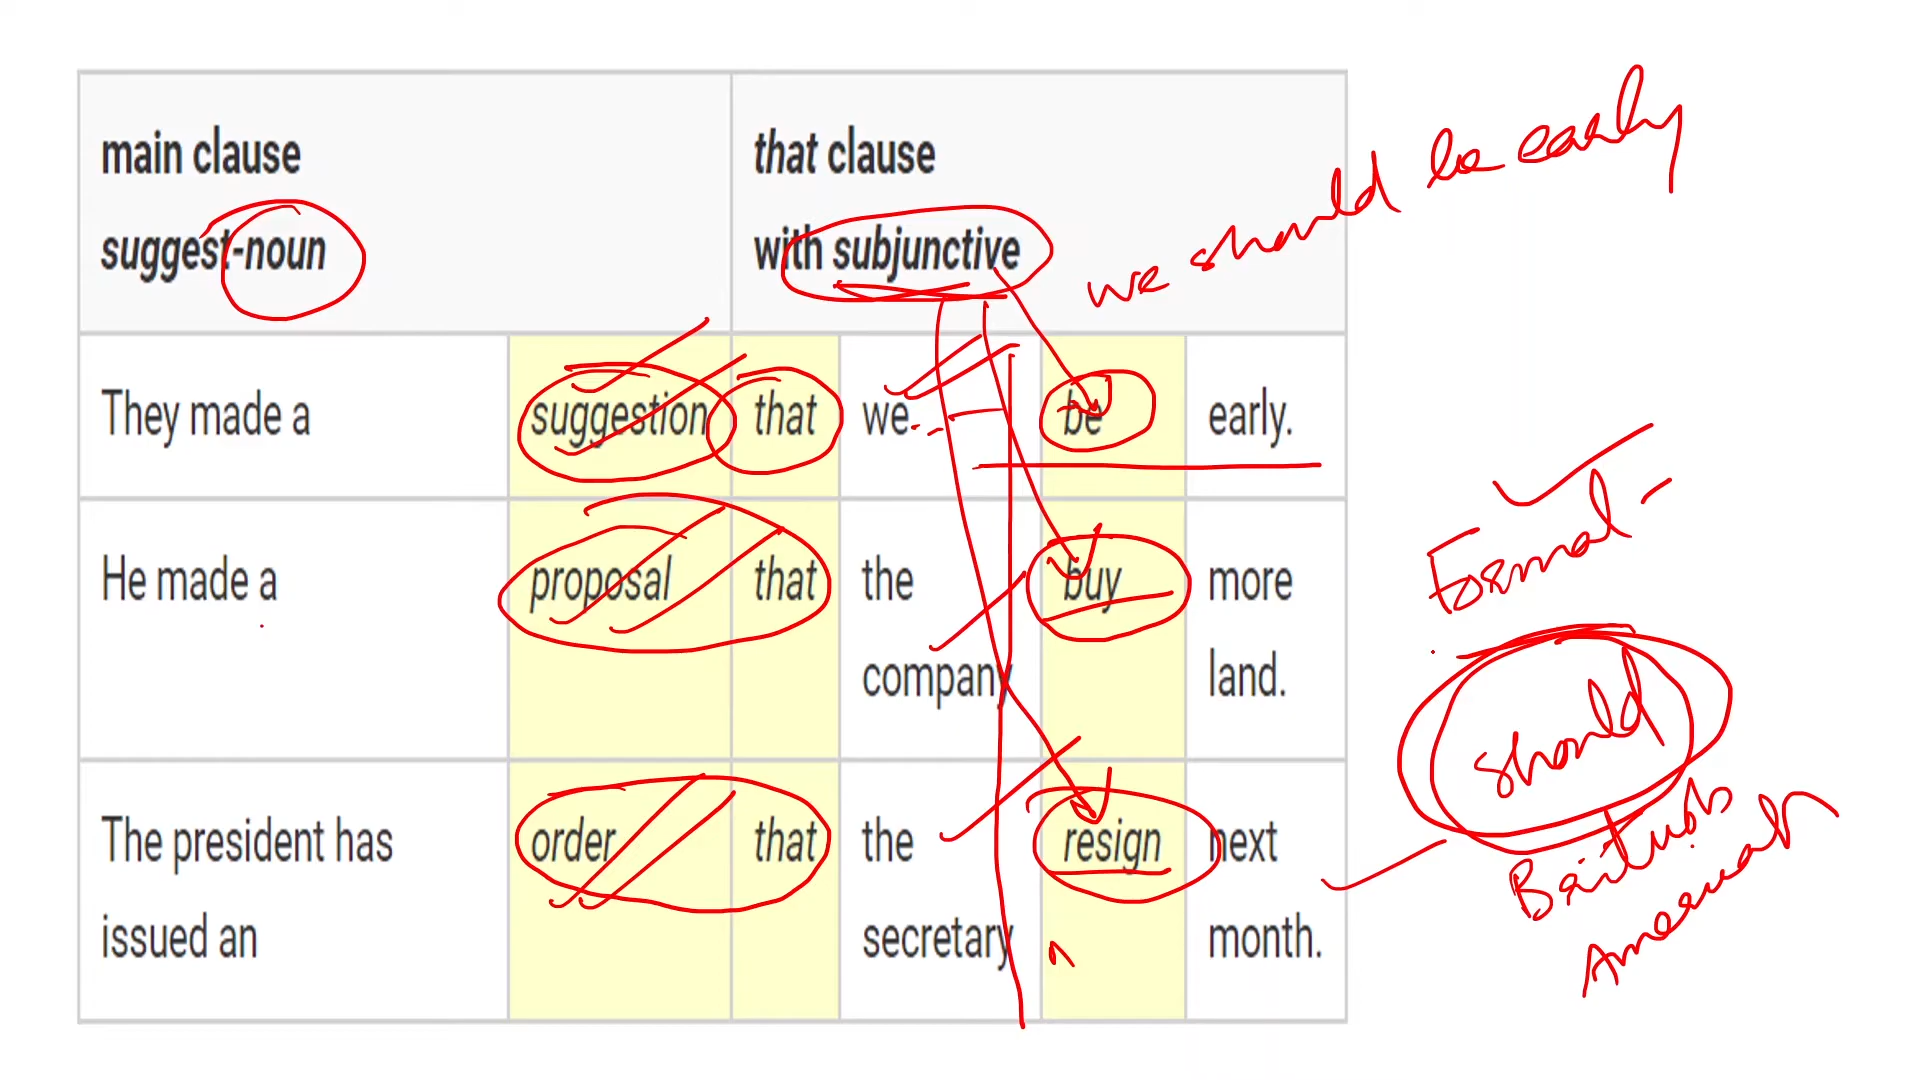 main clause
suggest-noun
that clause
with subjunctive
we should be early
They made a suggestion that we be early.
He made a proposal that the company buy more land.
The president has issued an order that the secretary resign next month.
Formal -
should
British
American